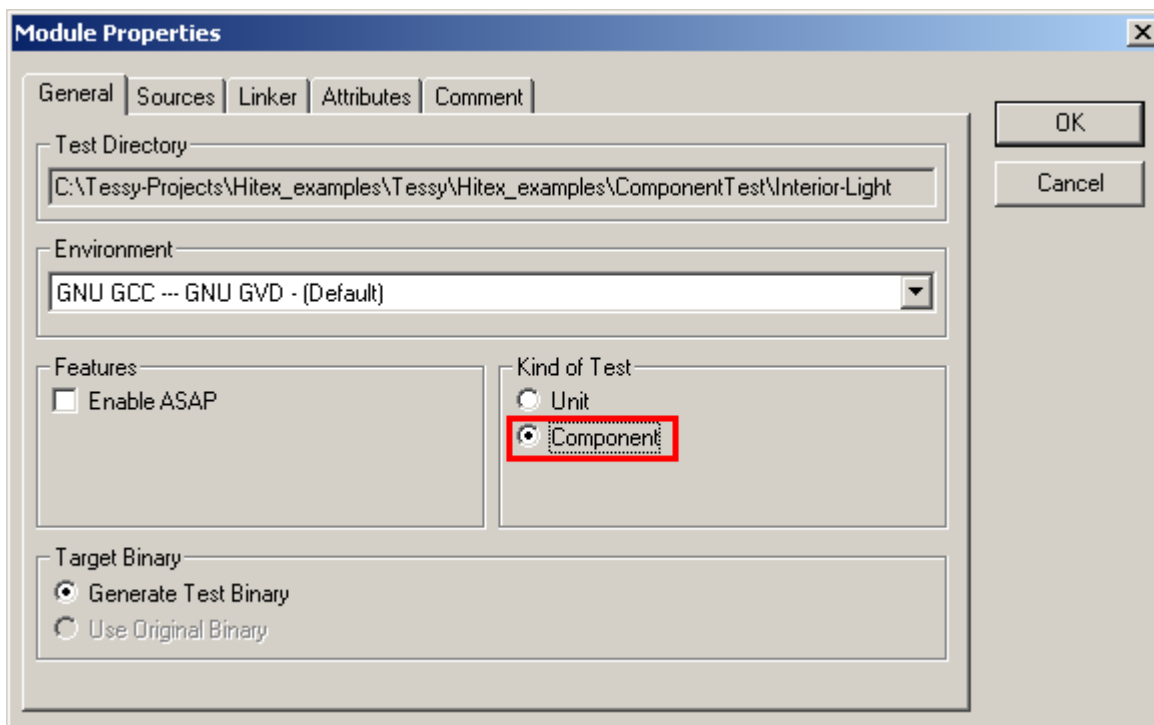 Module Properties
General Sources Linker Attributes Comment
OK
Cancel
Test Directory
C:\Tessy-Projects\Hitex_examples\Tessy\Hitex_examples\ComponentTest\Interior-Light
Environment
GNU GCC --- GNU GVD - (Default)
Features
Enable ASAP
Kind of Test
Unit
Component
Target Binary
Generate Test Binary
Use Original Binary